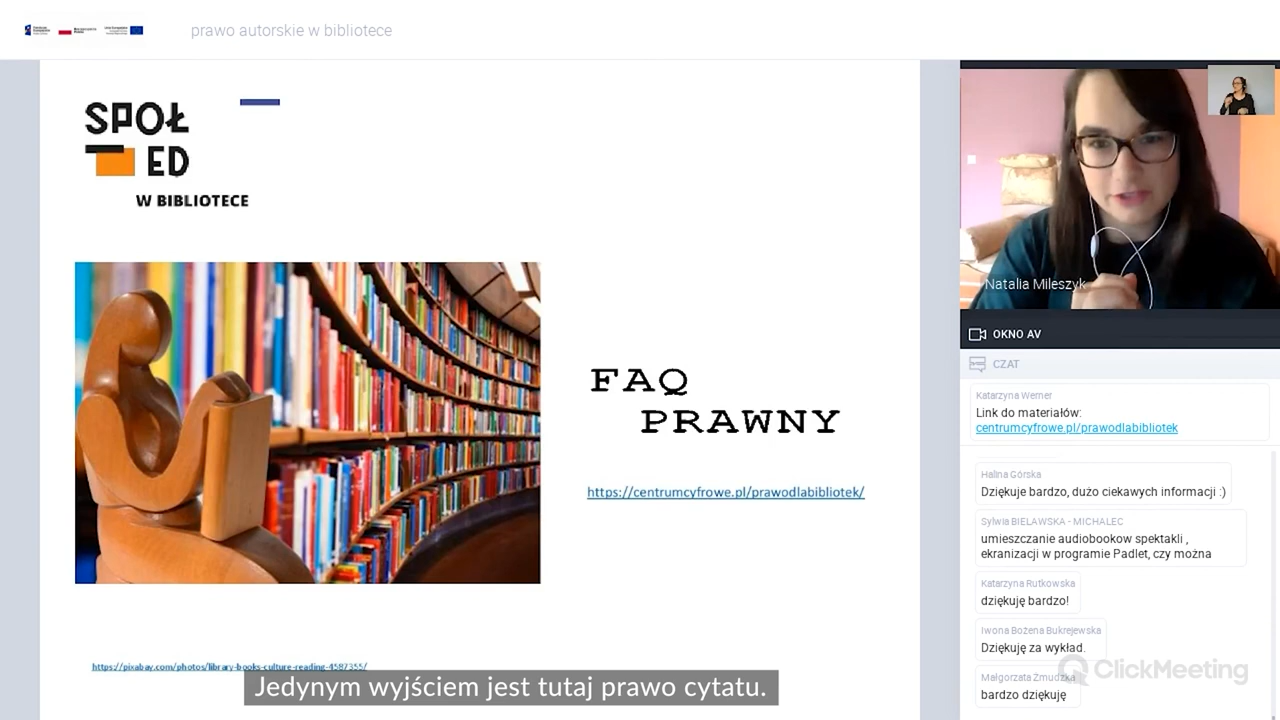 prawo autorskie w bibliotece
SPOŁ
ED
W BIBLIOTECE
FAQ
PRAWNY
https://centrumcyfrowe.pl/prawodlabibliotek/
https://pixabay.com/photos/library-books-culture-reading-4587355/
Jedynym wyjściem jest tutaj prawo cytatu.
Natalia Mileszyk
OKNO AV
CZAT
Katarzyna Werner
Link do materiałów:
centrumcyfrowe.pl/prawodlabibliotek
Halina Górska
Dziękuje bardzo, dużo ciekawych informacji :)
Sylwia BIELAWSKA - MICHALEC
umieszczanie audiobookow spektakli ,
ekranizacji w programie Padlet, czy można
Katarzyna Rutkowska
dziękuję bardzo!
Iwona Bożena Bukrejewska
Dziękuję za wykład.
Małgorzata Zmudzka
bardzo dziękuję
ClickMeeting